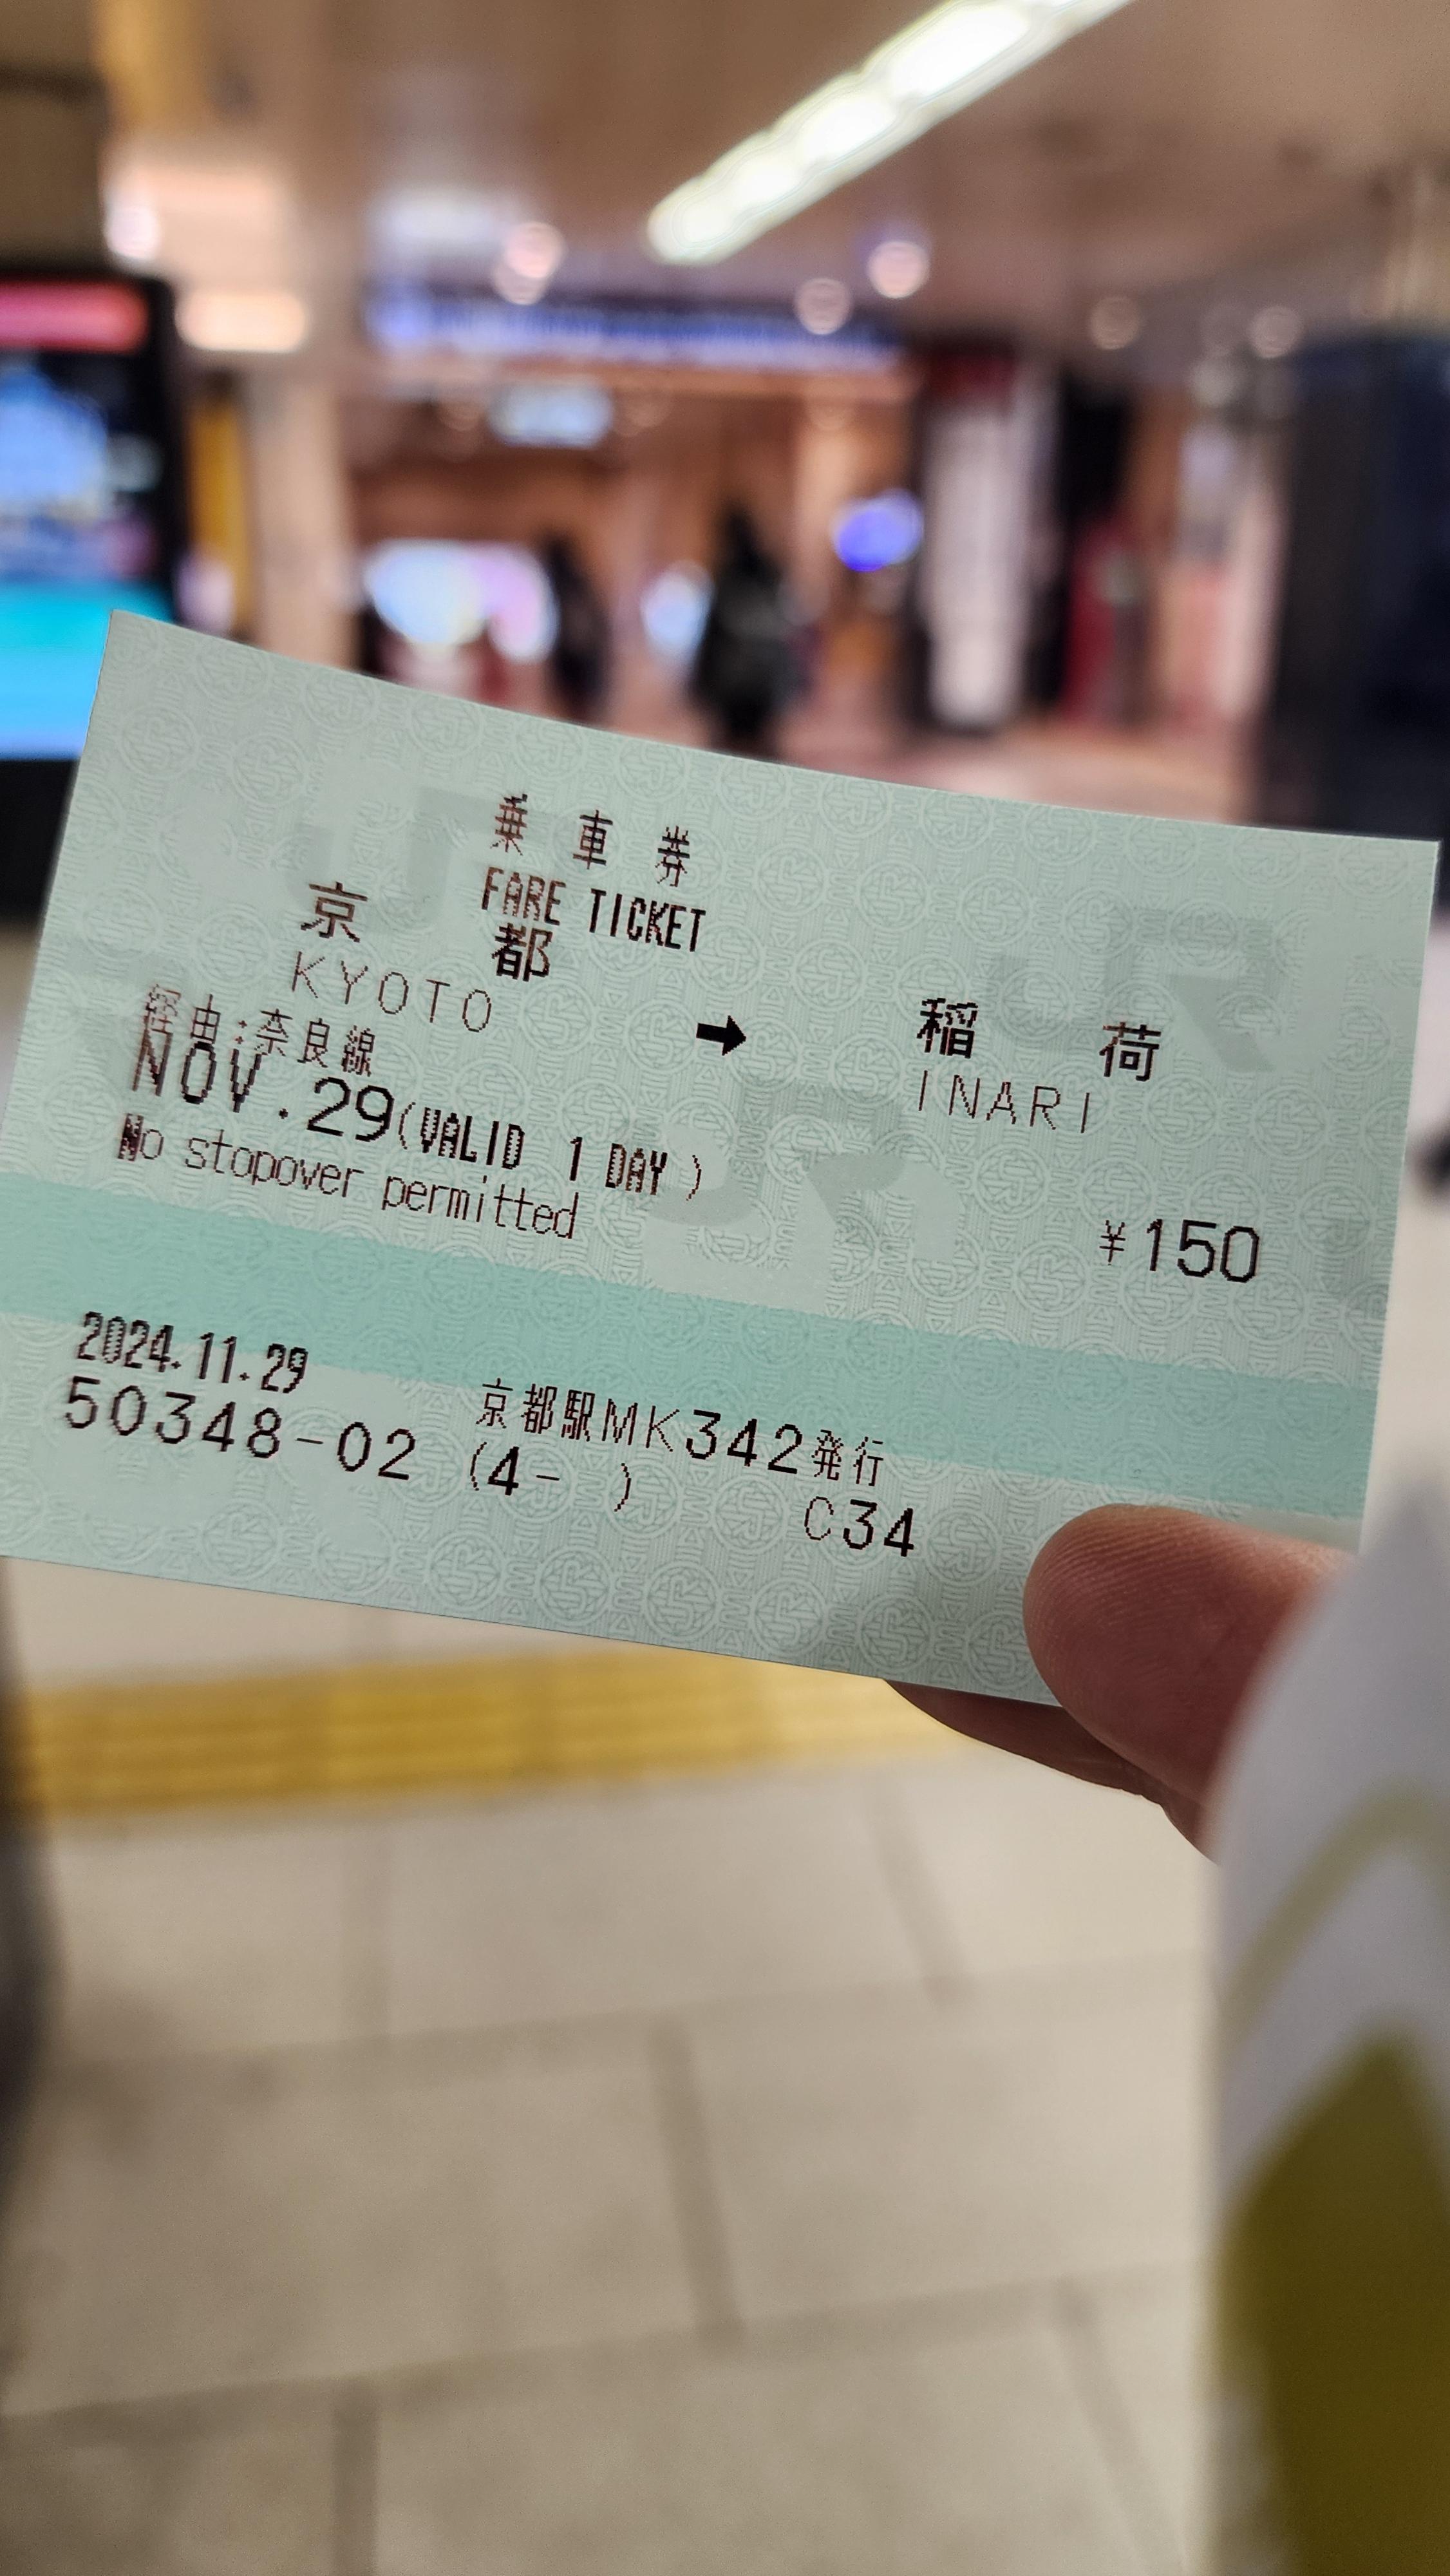 乗車券
FARE TICKET
京都 ➡ 稲荷
KYOTO INARI
経由:奈良線
NOV.29(VALID 1 DAY)
No stopover permitted
¥150
2024.11.29
京都駅MK342発行
50348-02 (4- ) C34